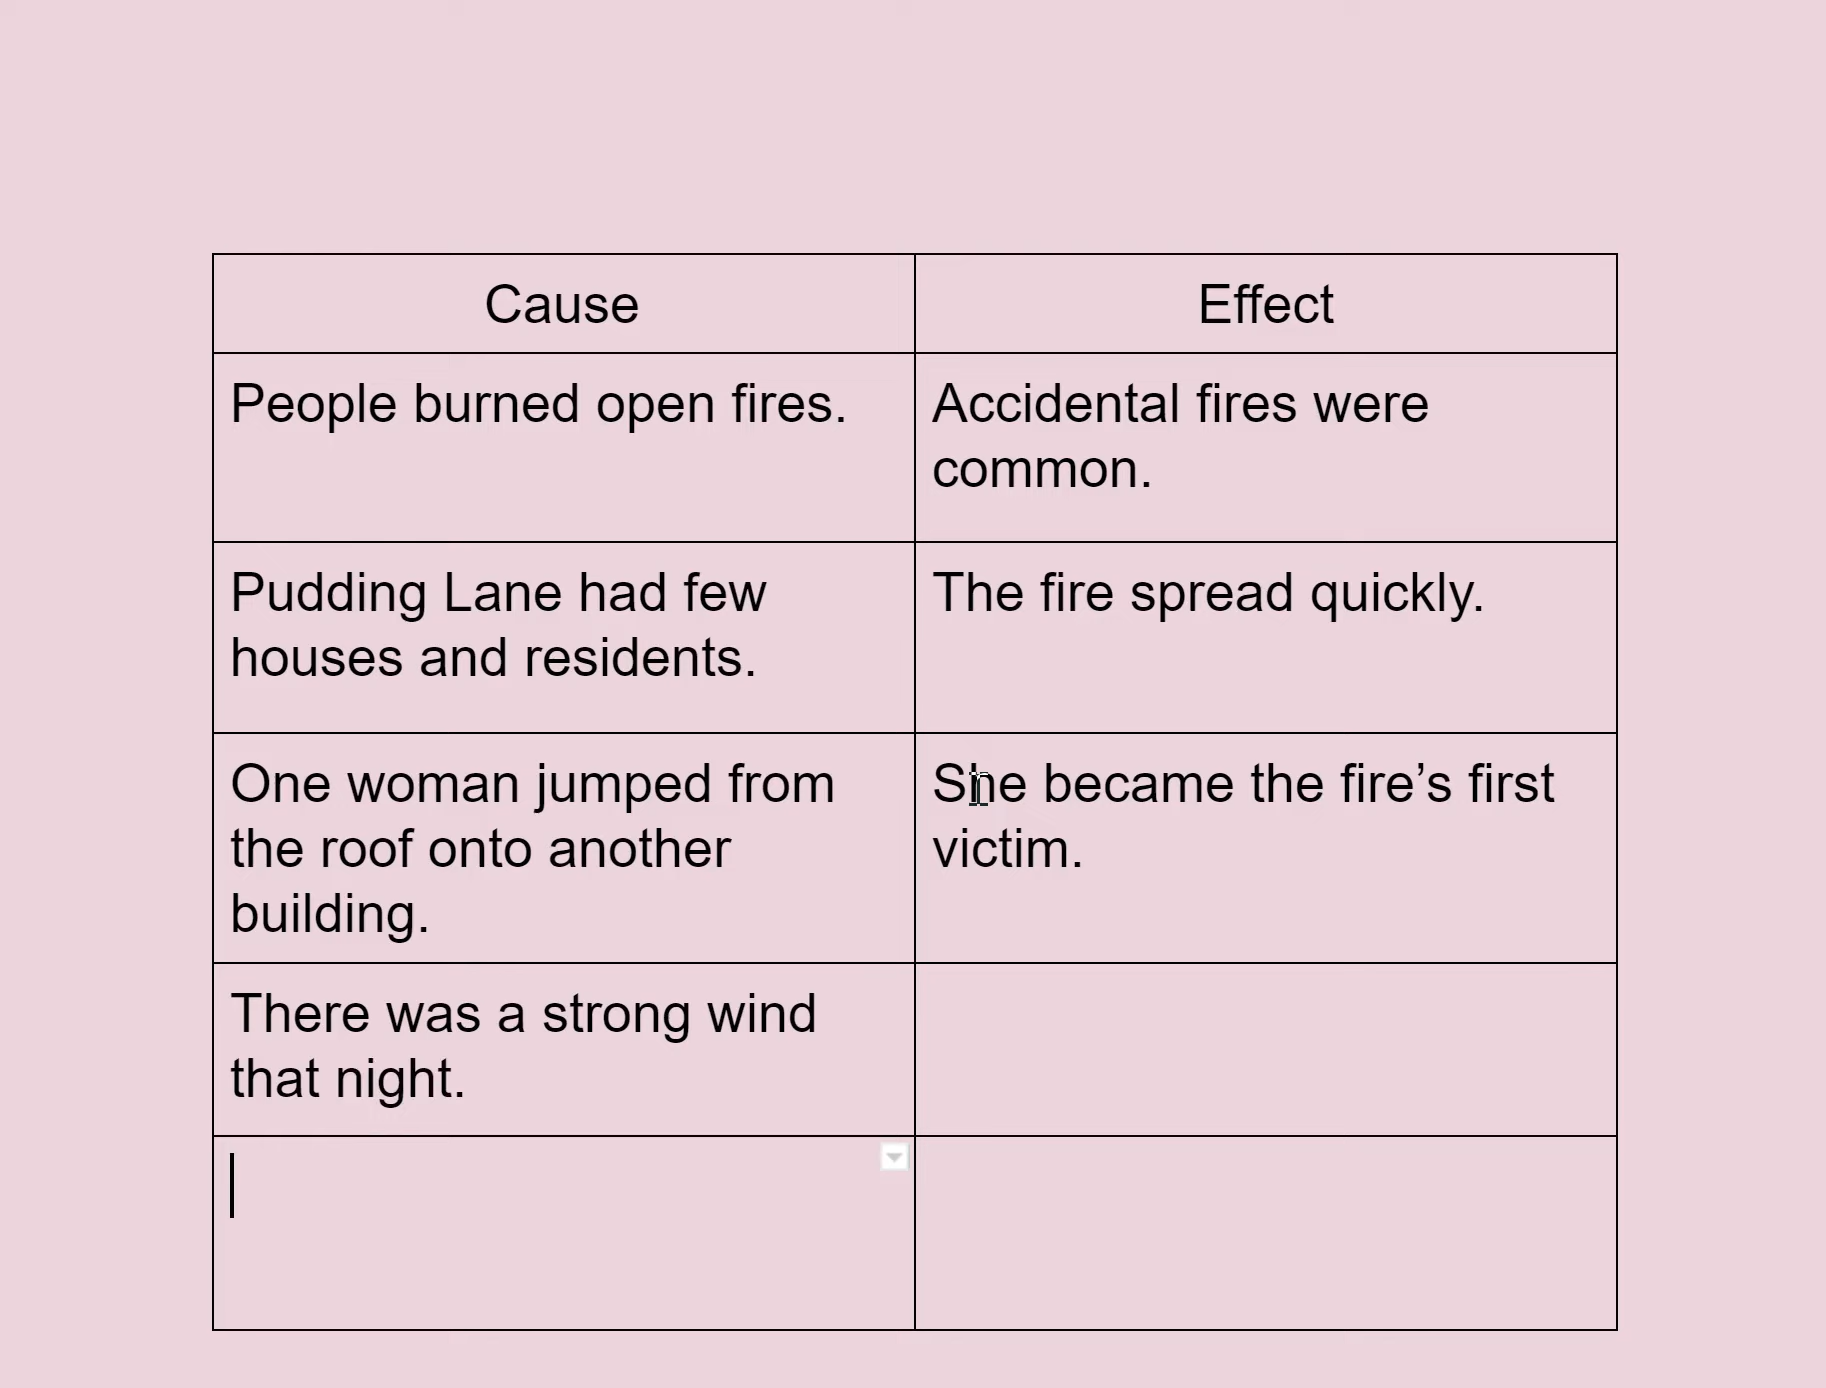 Cause
Effect
People burned open fires.
Accidental fires were
common.
Pudding Lane had few
houses and residents.
The fire spread quickly.
One woman jumped from
the roof onto another
building.
She became the fire’s first
victim.
There was a strong wind
that night.